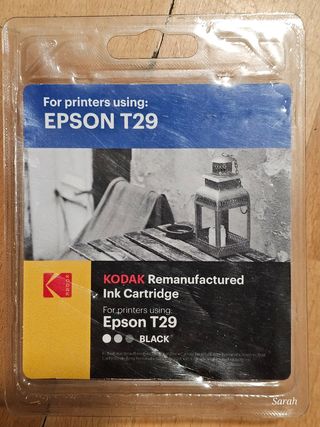 For printers using:
EPSON T29
KODAK
KODAK Remanufactured
Ink Cartridge
For printers using:
Epson T29
BLACK
Sarah